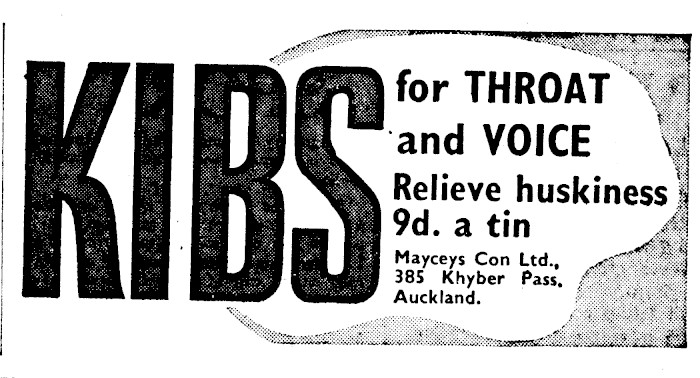 KIBS
for THROAT
and VOICE
Relieve huskiness
9d. a tin
Mayceys Con Ltd.,
385 Khyber Pass,
Auckland.